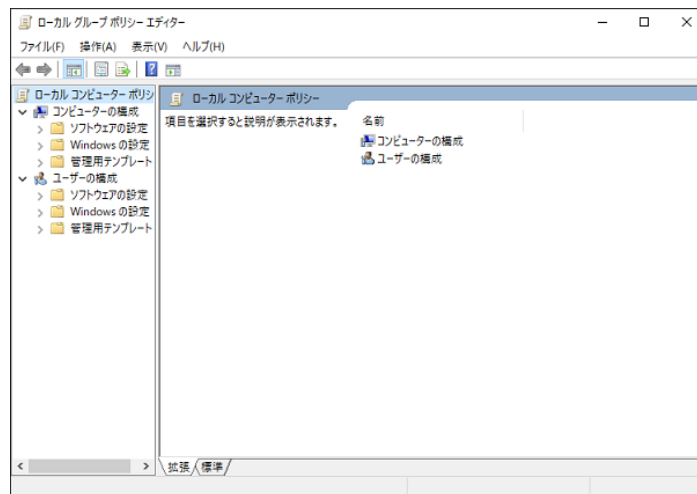 ローカル グループ ポリシー エディター
ファイル(F) 操作(A) 表示(V) ヘルプ(H)
ローカル コンピューター ポリシ
コンピューターの構成
ソフトウェアの設定
Windows の設定
管理用テンプレート
ユーザーの構成
ソフトウェアの設定
Windows の設定
管理用テンプレート
ローカル コンピューター ポリシー
項目を選択すると説明が表示されます。
名前
コンピューターの構成
ユーザーの構成
拡張 標準